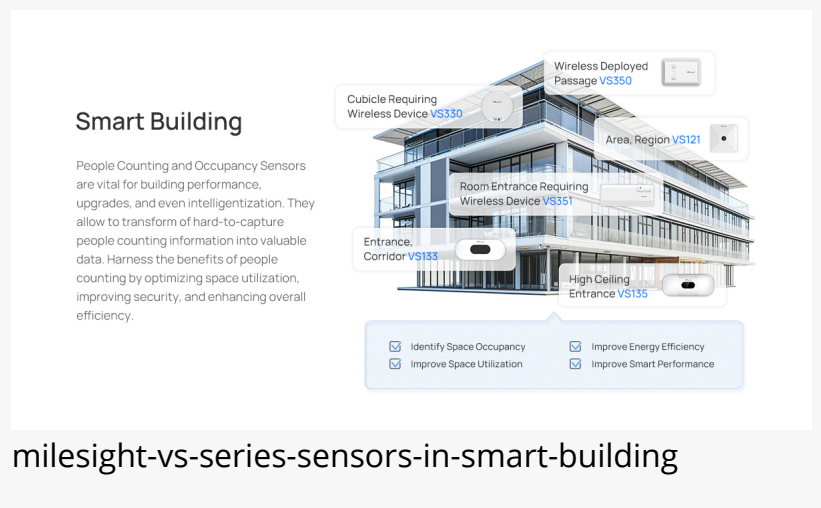 Smart Building
People Counting and Occupancy Sensors
are vital for building performance,
upgrades, and even intelligentization. They
allow to transform of hard-to-capture
people counting information into valuable
data. Harness the benefits of people
counting by optimizing space utilization,
improving security, and enhancing overall
efficiency.
Wireless Deployed
Passage VS350
Cubicle Requiring
Wireless Device VS330
Area, Region VS121
Room Entrance Requiring
Wireless Device VS351
Entrance,
Corridor VS133
High Ceiling
Entrance VS135
Identify Space Occupancy
Improve Energy Efficiency
Improve Space Utilization
Improve Smart Performance
milesight-vs-series-sensors-in-smart-building